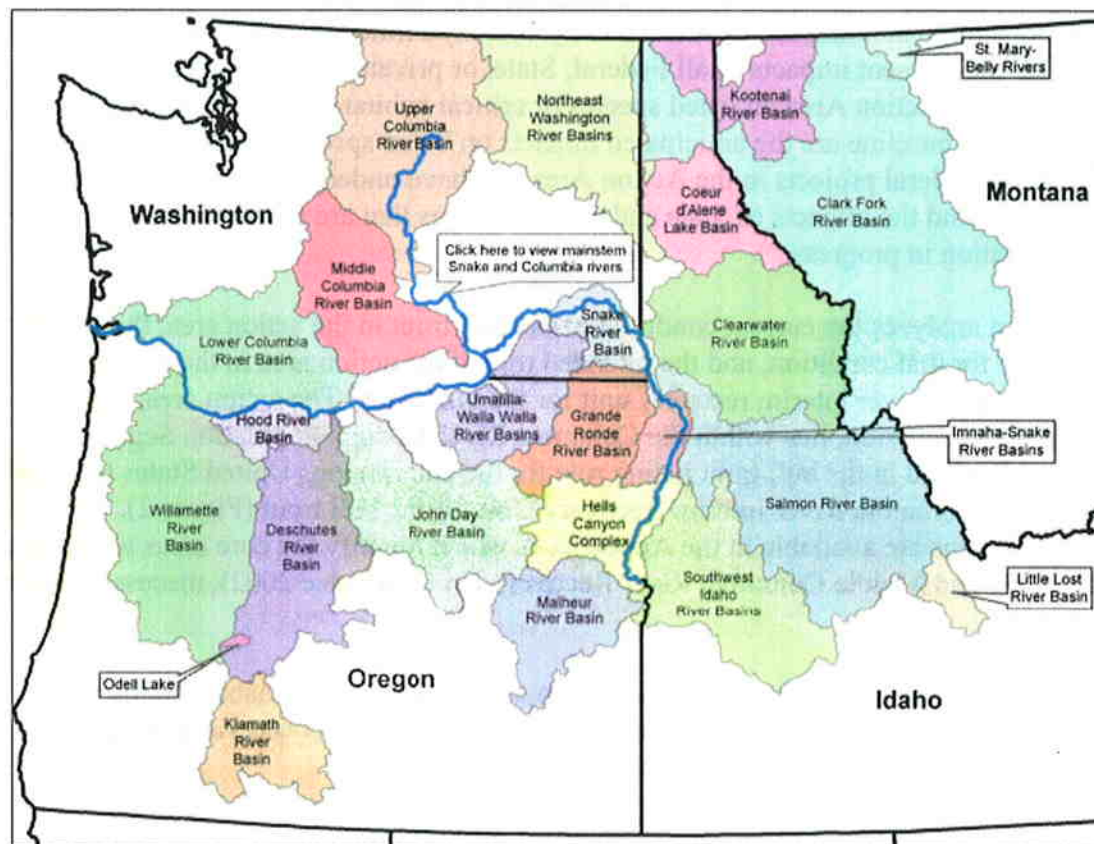 St. Mary-
Belly Rivers
Kootenai
River Basin
Upper
Columbia
River Basin
Northeast
Washington
River Basins
Montana
Washington
Coeur
d'Alene
Lake Basin
Clark Fork
River Basin
Click here to view mainstem
Snake and Columbia rivers
Middle
Columbia
River Basin
Snake
River
Basin
Lower Columbia
River Basin
Clearwater
River Basin
Hood River
Basin
Umatilla-
Walla Walla
River Basins
Grande
Ronde
River Basin
Imnaha-Snake
River Basins
Willamette
River
Basin
Deschutes
River
Basin
John Day
River Basin
Hells
Canyon
Complex
Salmon River Basin
Southwest
Idaho
River Basins
Little Lost
River Basin
Malheur
River Basin
Odell Lake
Oregon
Idaho
Klamath
River
Basin